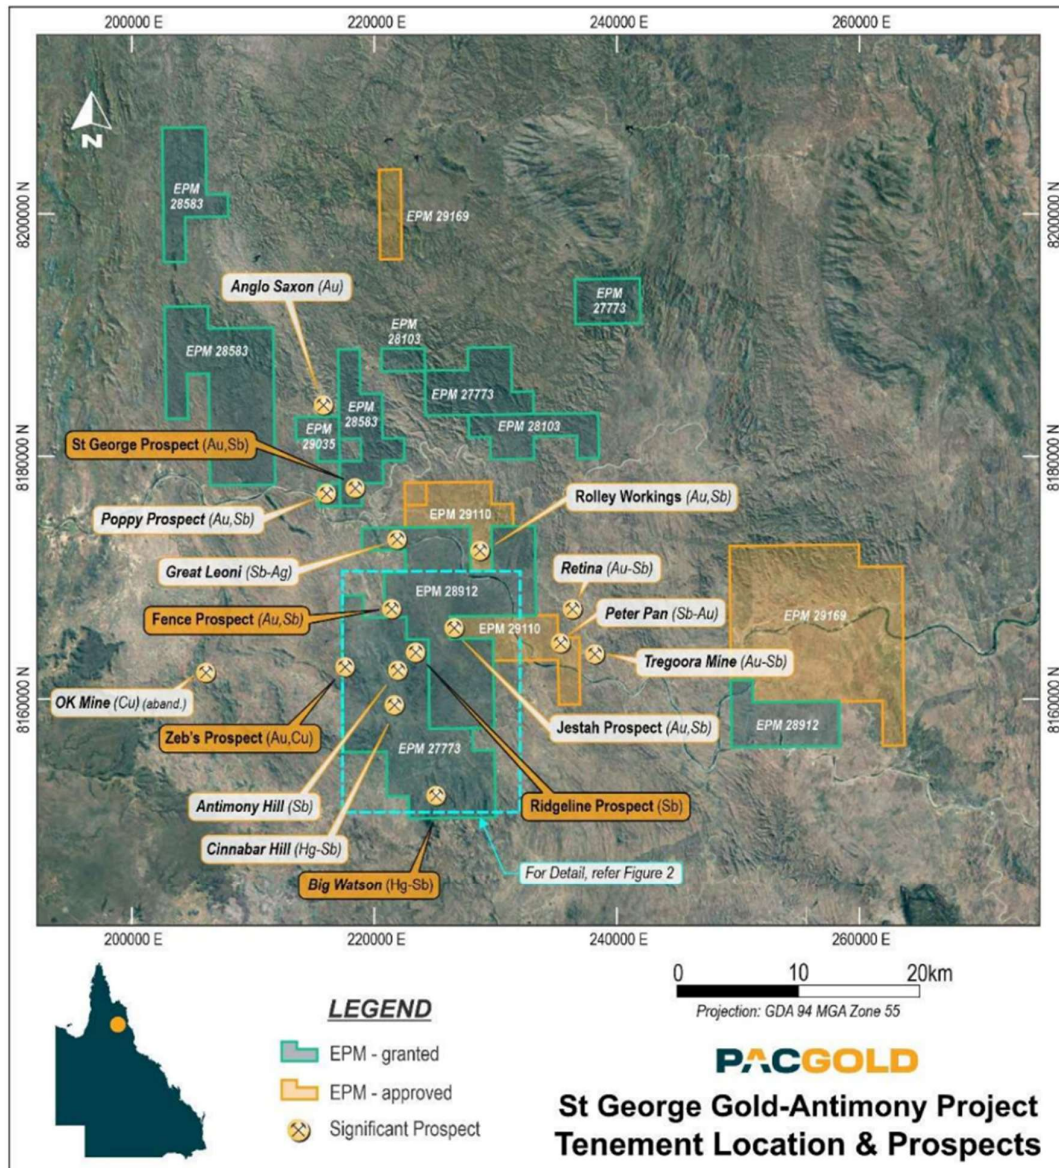 200000 E
220000 E
240000 E
260000 E
N
8200000 N
8200000 N
EPM
28583
EPM 29169
Anglo Saxon (Au)
EPM
27773
EPM 28583
EPM
28103
EPM 27773
EPM
28583
EPM
29035
EPM 28103
8180000 N
8180000 N
St George Prospect (Au,Sb)
Poppy Prospect (Au,Sb)
EPM 29110
Rolley Workings (Au,Sb)
Great Leoni (Sb-Ag)
Retina (Au-Sb)
EPM 28912
Fence Prospect (Au,Sb)
Peter Pan (Sb-Au)
EPM 29110
EPM 29169
Tregoora Mine (Au-Sb)
OK Mine (Cu) (aband.)
8160000 N
8160000 N
Zeb's Prospect (Au,Cu)
Jestah Prospect (Au,Sb)
EPM 28912
EPM 27773
Antimony Hill (Sb)
Ridgeline Prospect (Sb)
Cinnabar Hill (Hg-Sb)
Big Watson (Hg-Sb)
For Detail, refer Figure 2
200000 E
220000 E
240000 E
260000 E
0
10
20km
Projection: GDA 94 MGA Zone 55
LEGEND
EPM - granted
EPM - approved
Significant Prospect
PACGOLD
St George Gold-Antimony Project
Tenement Location & Prospects